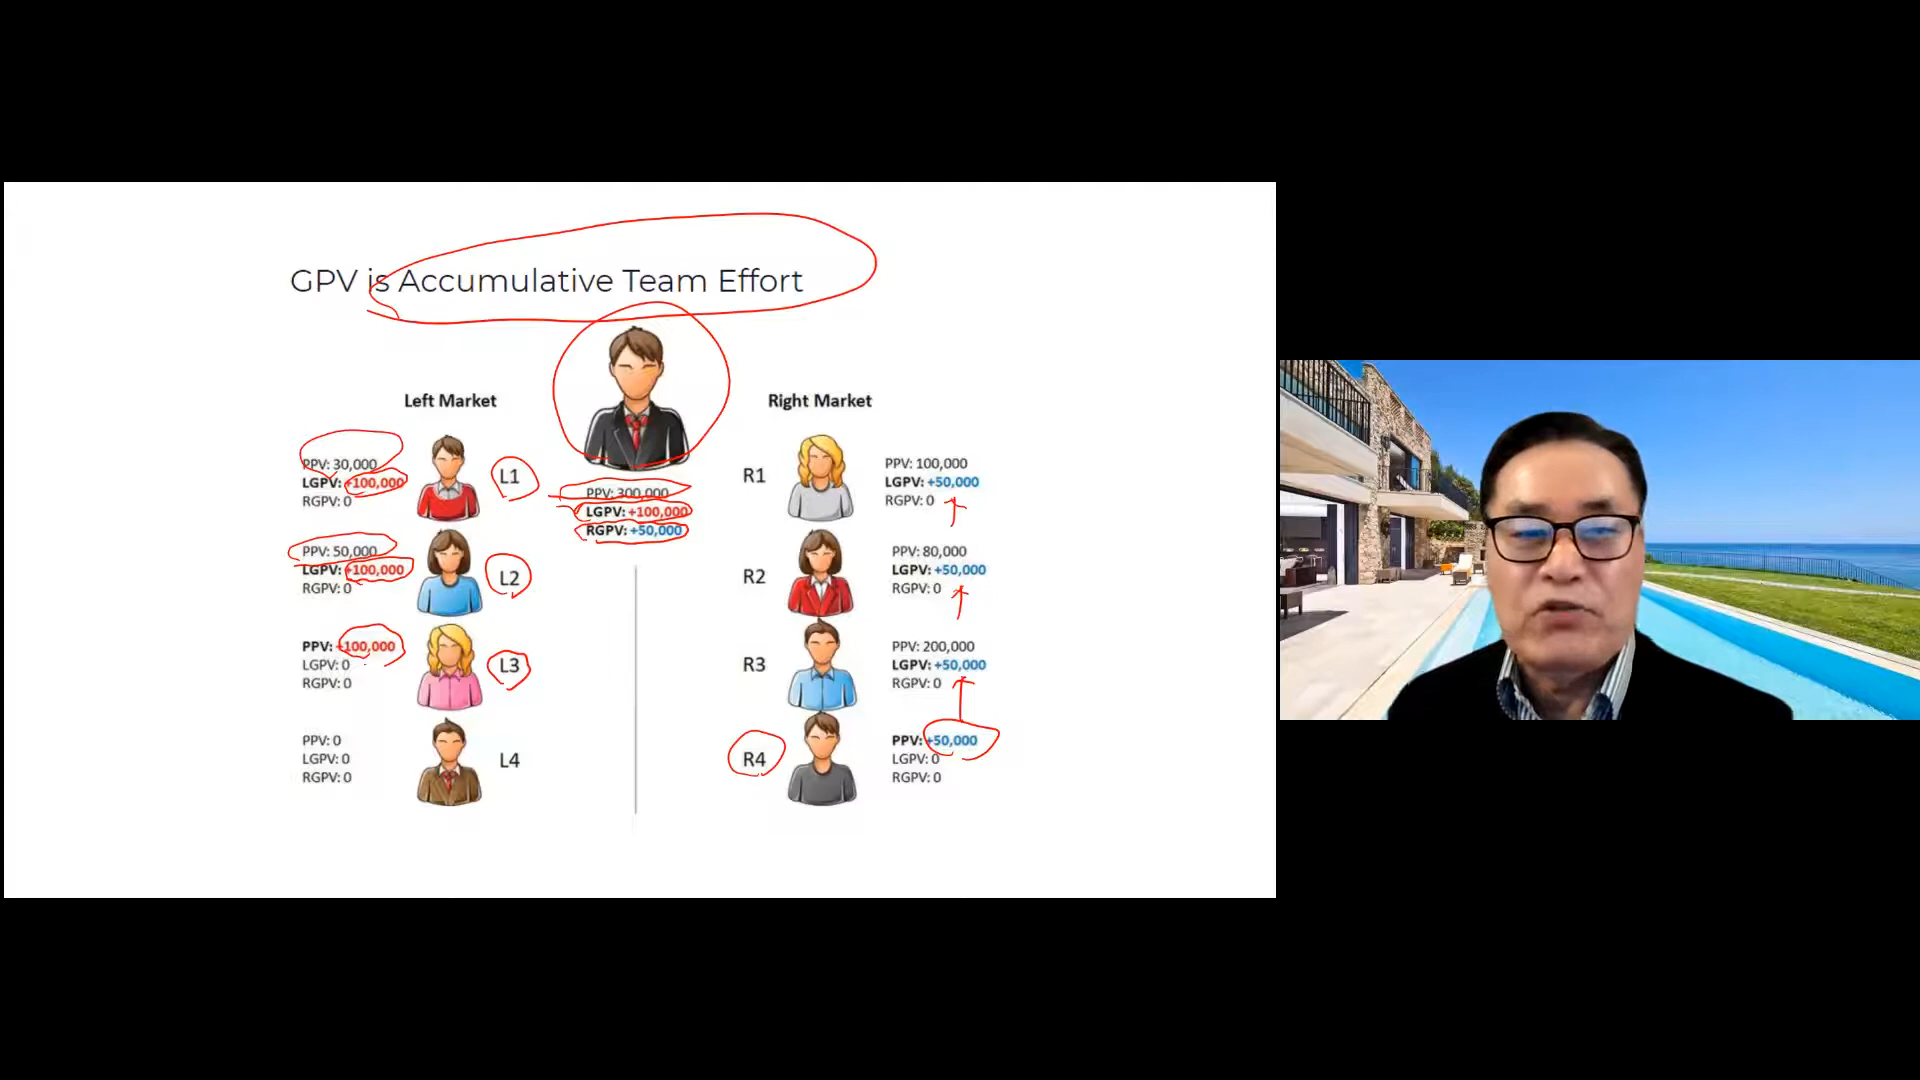 GPV is Accumulative Team Effort
Left Market
Right Market
PPV: 30,000
LGPV: +100,000
RGPV: 0
L1
PPV: 300,000
LGPV: +100,000
RGPV: +50,000
R1
PPV: 100,000
LGPV: +50,000
RGPV: 0
PPV: 50,000
LGPV: +100,000
RGPV: 0
L2
R2
PPV: 80,000
LGPV: +50,000
RGPV: 0
PPV: +100,000
LGPV: 0
RGPV: 0
L3
R3
PPV: 200,000
LGPV: +50,000
RGPV: 0
PPV: 0
LGPV: 0
RGPV: 0
L4
R4
PPV: +50,000
LGPV: 0
RGPV: 0